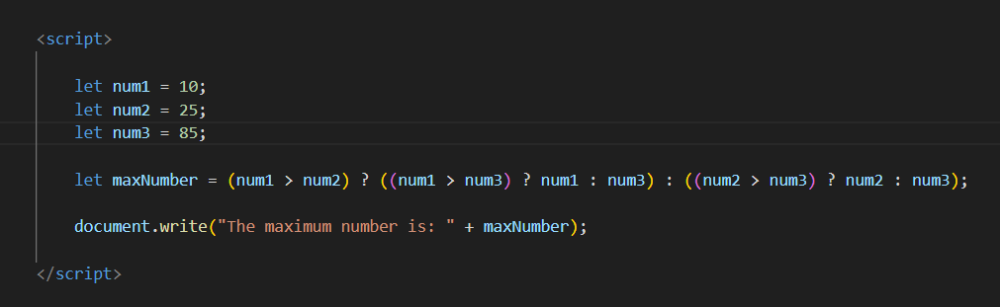 <script>
let num1 = 10;
let num2 = 25;
let num3 = 85;
let maxNumber = (num1 > num2) ? ((num1 > num3) ? num1 : num3) : ((num2 > num3) ? num2 : num3);
document.write("The maximum number is: " + maxNumber);
</script>